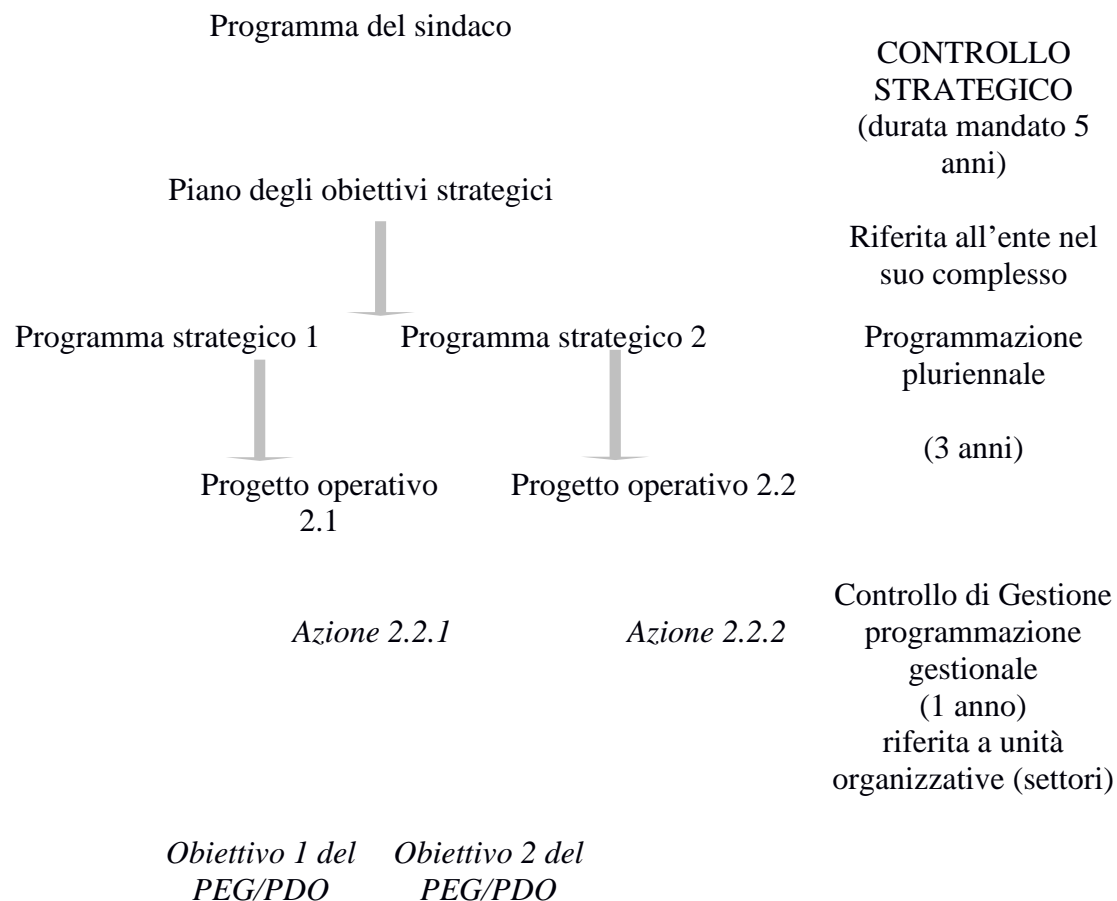 Programma del sindaco
CONTROLLO
STRATEGICO
(durata mandato 5
anni)
Piano degli obiettivi strategici
Riferita all’ente nel
suo complesso
Programma strategico 1
Programma strategico 2
Programmazione
pluriennale
(3 anni)
Progetto operativo
2.1
Progetto operativo 2.2
Azione 2.2.1
Azione 2.2.2
Controllo di Gestione
programmazione
gestionale
(1 anno)
riferita a unità
organizzative (settori)
Obiettivo 1 del
PEG/PDO
Obiettivo 2 del
PEG/PDO